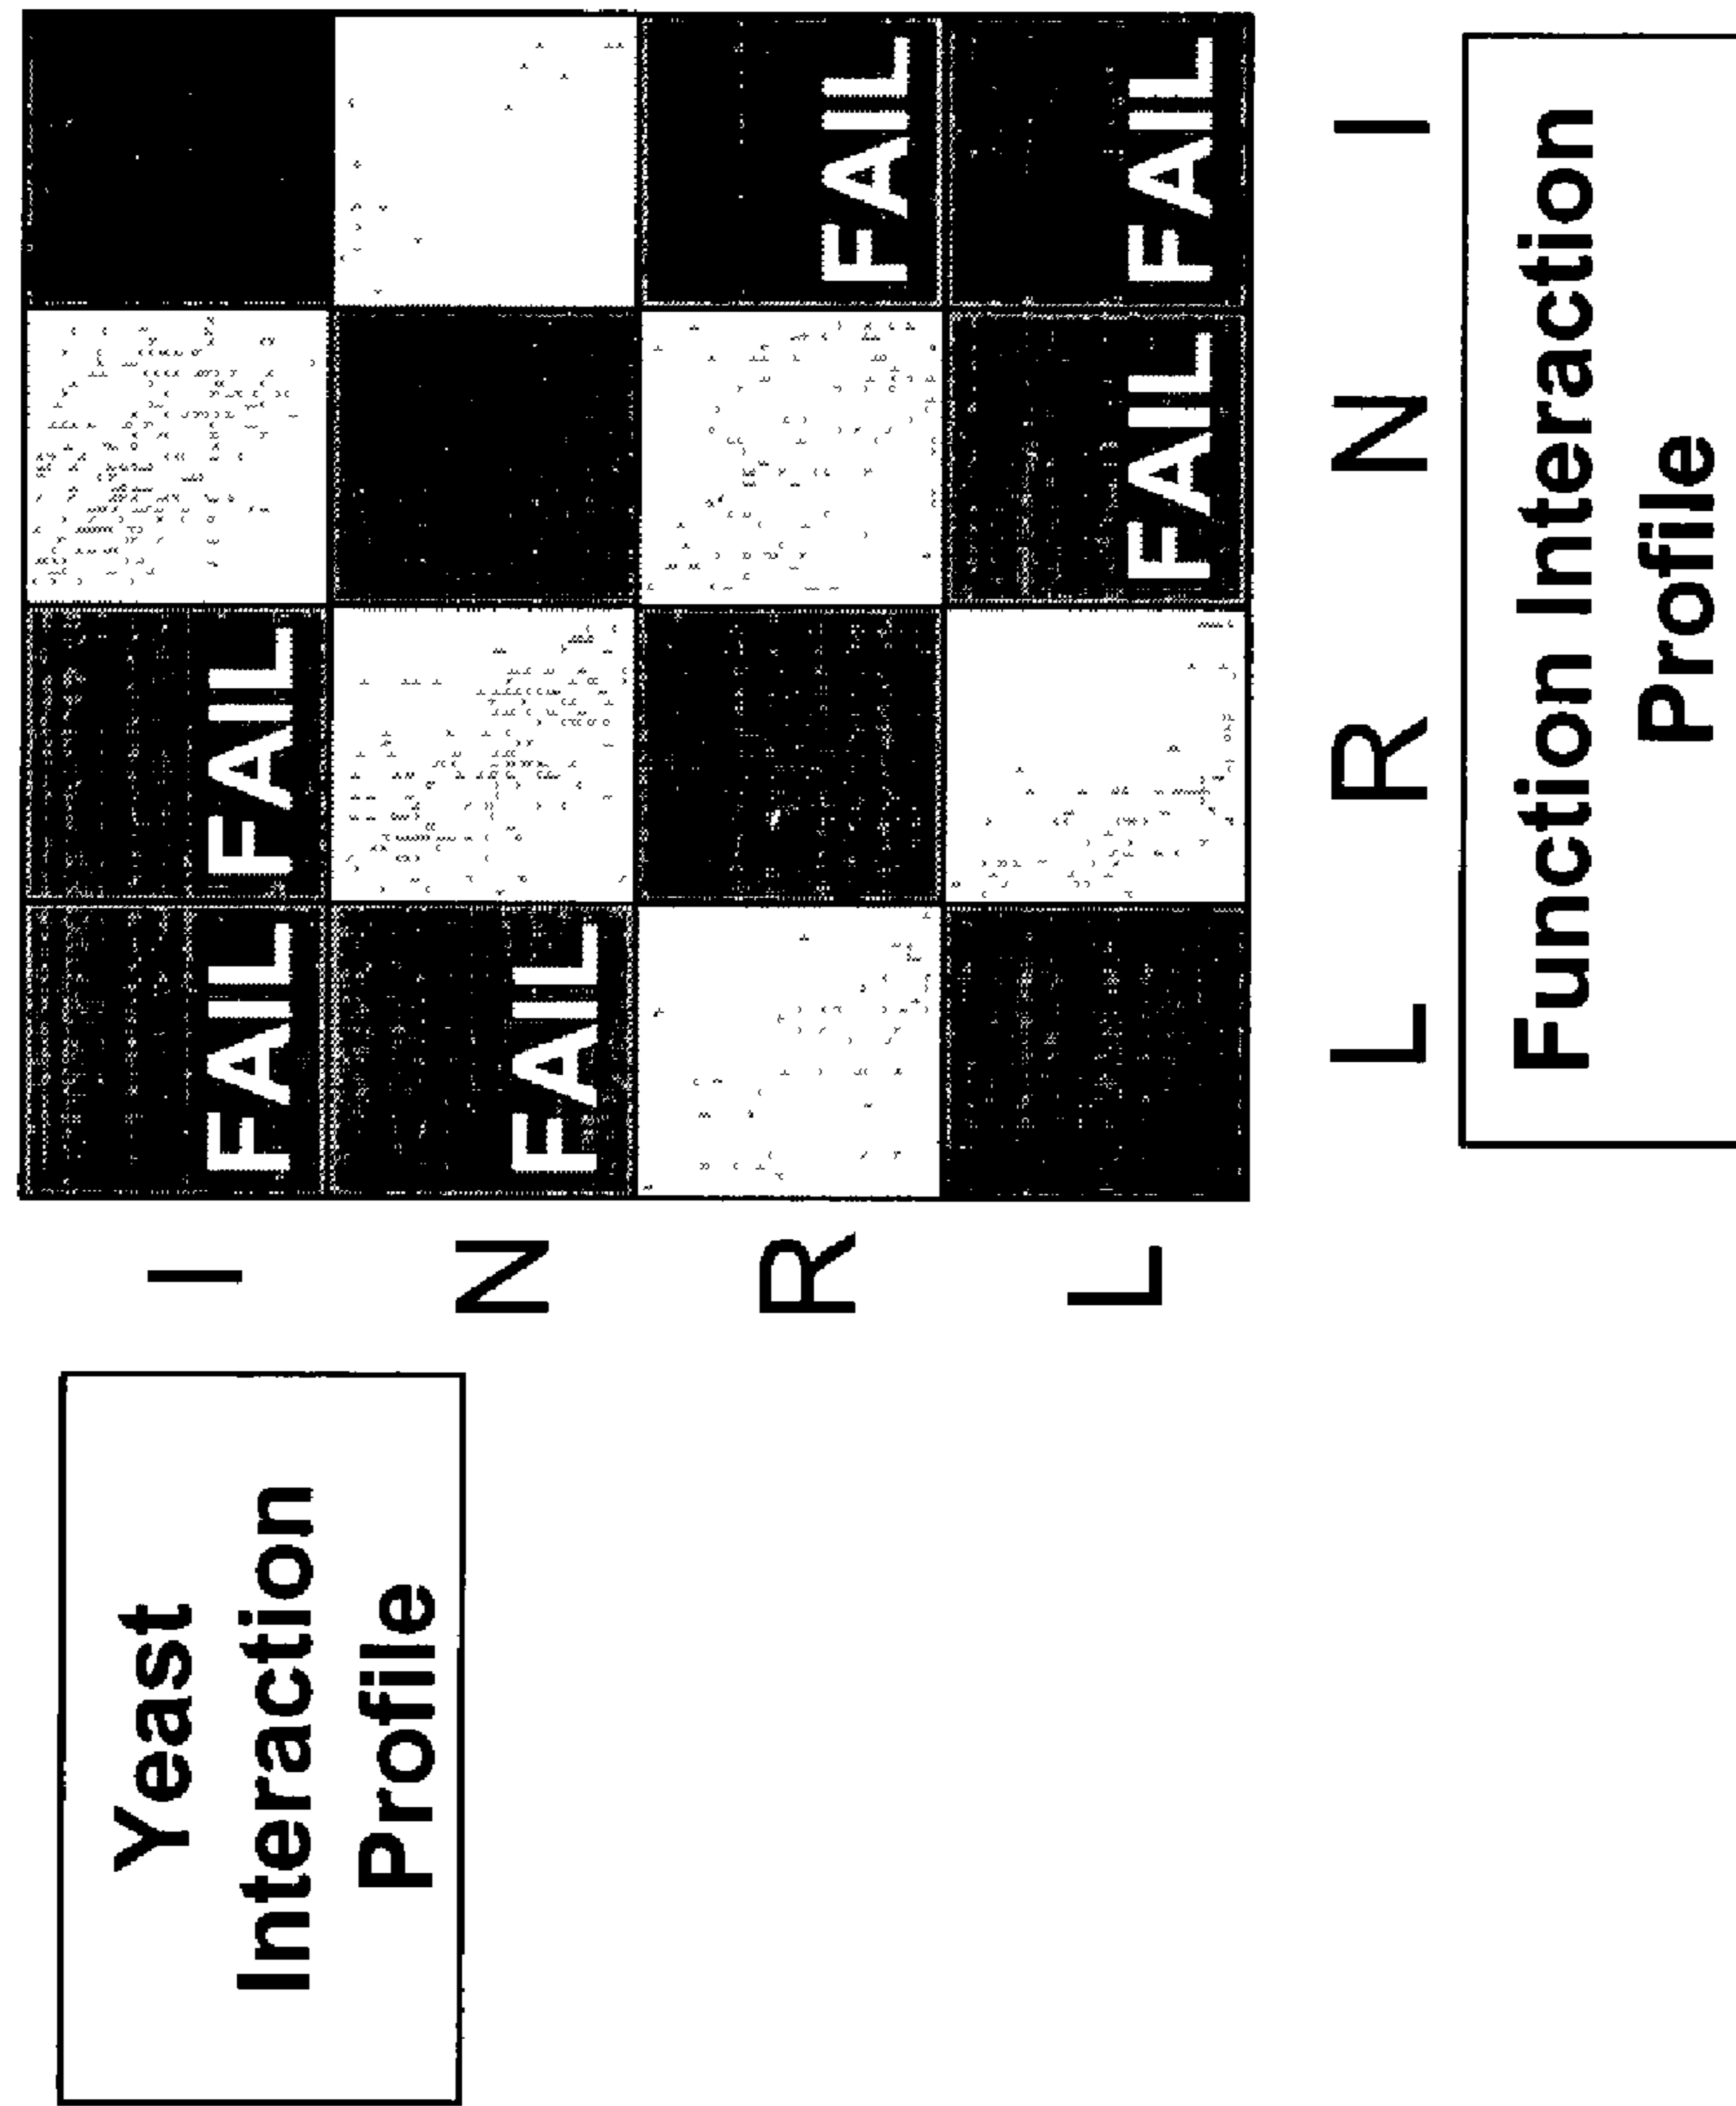 Yeast
Interaction
Profile
I FAIL FAIL
N FAIL
R FAIL
L FAIL FAIL
L R N I
Function Interaction
Profile